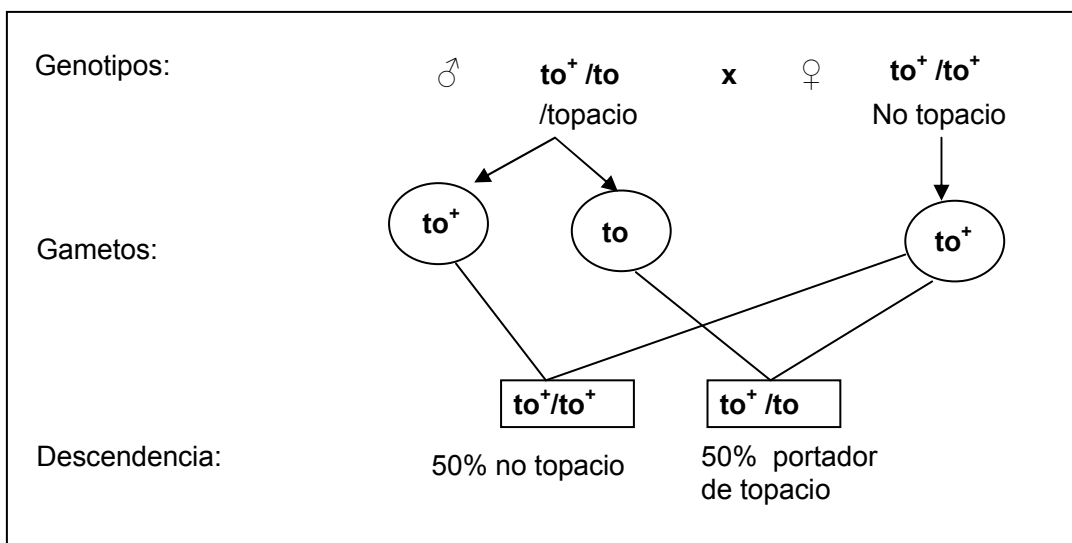 Genotipos: ♂ to⁺ /to x ♀ to⁺ /to⁺
/topacio No topacio
Gametos: to⁺ to to⁺
to⁺/to⁺ to⁺ /to
Descendencia: 50% no topacio 50% portador
de topacio